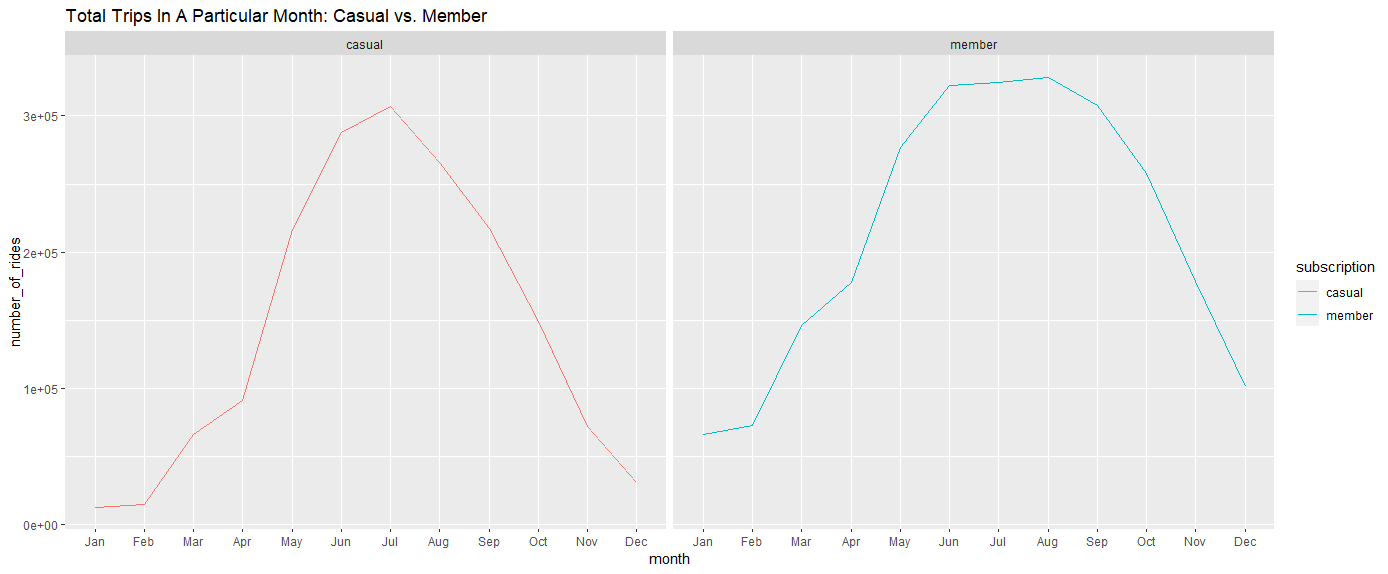 Total Trips In A Particular Month: Casual vs. Member
casual
member
number_of_rides
3e+05
2e+05
1e+05
0e+00
Jan Feb Mar Apr May Jun Jul Aug Sep Oct Nov Dec
Jan Feb Mar Apr May Jun Jul Aug Sep Oct Nov Dec
month
subscription
casual
member